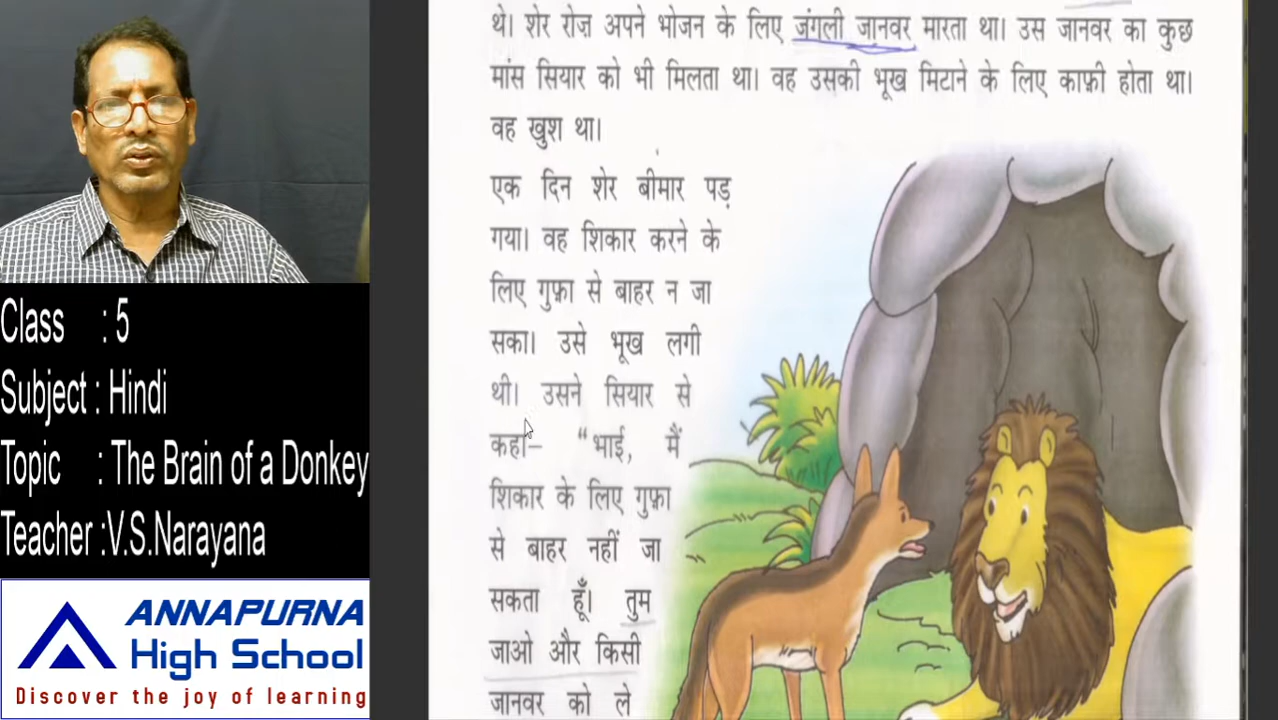 थे। शेर रोज़ अपने भोजन के लिए जंगली जानवर मारता था। उस जानवर का कुछ
मांस सियार को भी मिलता था। वह उसकी भूख मिटाने के लिए काफ़ी होता था।
वह खुश था।
एक दिन शेर बीमार पड़
गया। वह शिकार करने के
लिए गुफ़ा से बाहर न जा
सका। उसे भूख लगी
थी। उसने सियार से
कहा– “भाई, मैं
शिकार के लिए गुफ़ा
से बाहर नहीं जा
सकता हूँ। तुम
जाओ और किसी
जानवर को ले
Class : 5
Subject : Hindi
Topic : The Brain of a Donkey
Teacher :V.S.Narayana
ANNAPURNA
High School
Discover the joy of learning